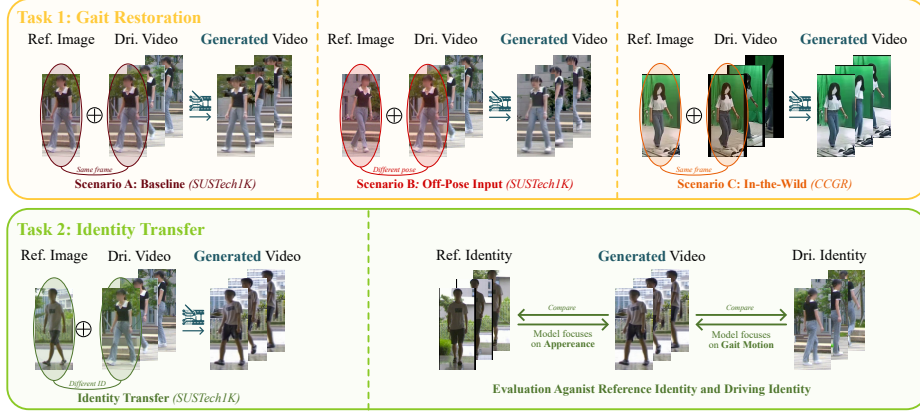 Task 1: Gait Restoration
Ref. Image Dri. Video Generated Video
Same frame
Scenario A: Baseline (SUSTech1K)
Ref. Image Dri. Video Generated Video
Different pose
Scenario B: Off-Pose Input (SUSTech1K)
Ref. Image Dri. Video Generated Video
Same frame
Scenario C: In-the-Wild (CCGR)
Task 2: Identity Transfer
Ref. Image Dri. Video Generated Video
Different ID
Identity Transfer (SUSTech1K)
Ref. Identity Generated Video Dri. Identity
Compare
Model focuses
on Appereance
Compare
Model focuses
on Gait Motion
Evaluation Aganist Reference Identity and Driving Identity